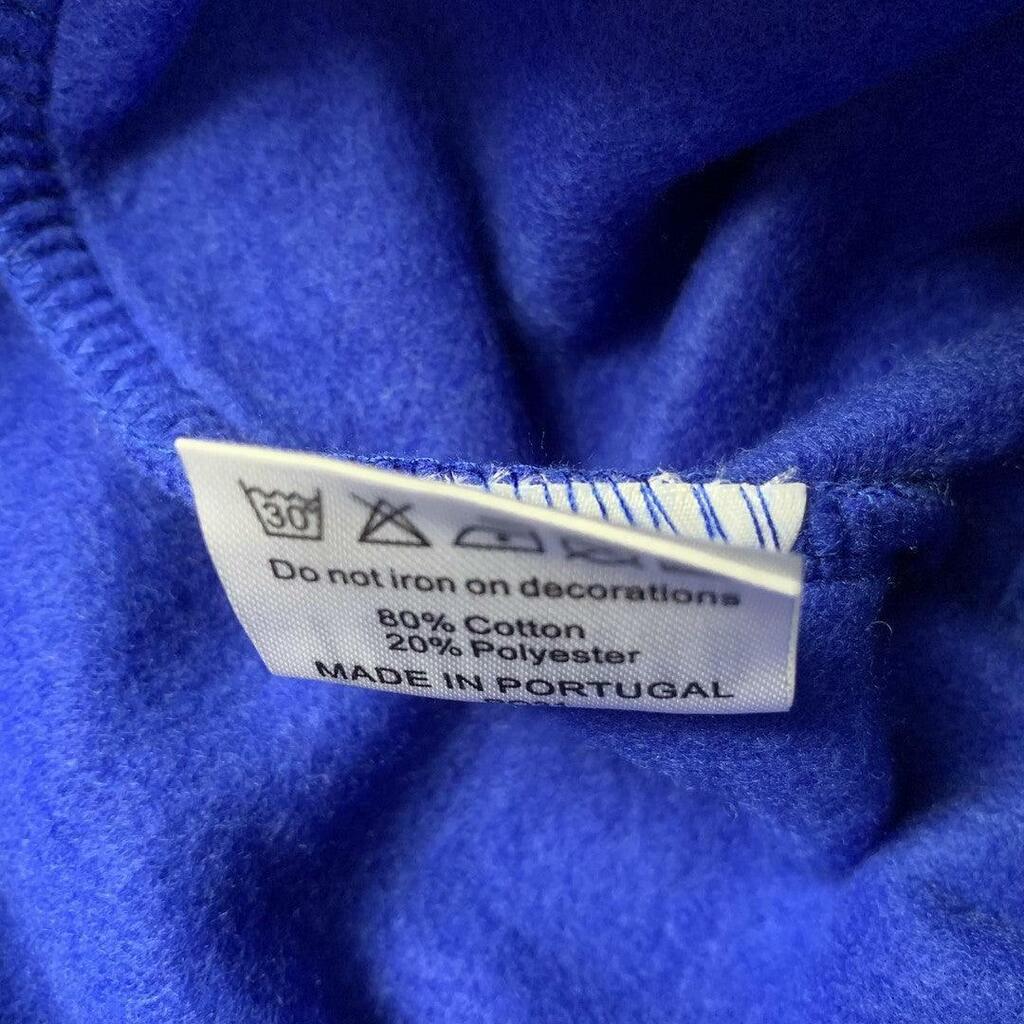 30°
Do not iron on decorations
80% Cotton
20% Polyester
MADE IN PORTUGAL